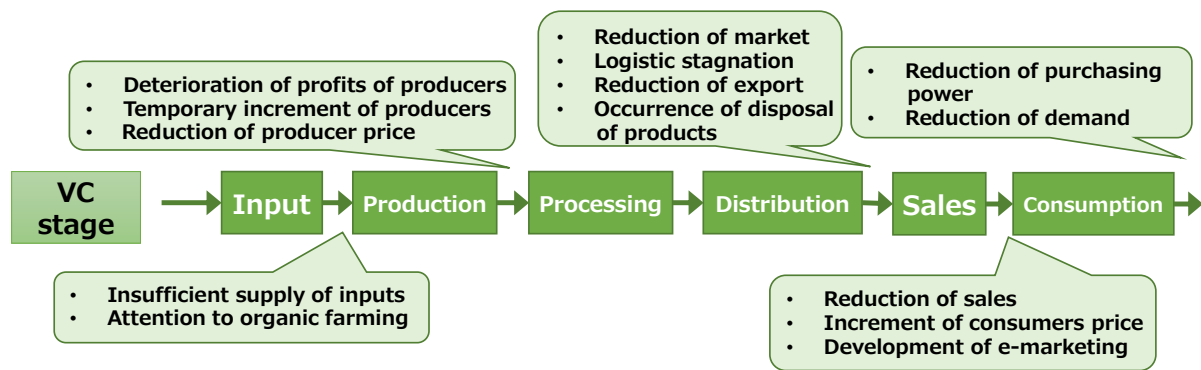 • Deterioration of profits of producers
• Temporary increment of producers
• Reduction of producer price
• Reduction of market
• Logistic stagnation
• Reduction of export
• Occurrence of disposal
of products
• Reduction of purchasing
power
• Reduction of demand
VC
stage
Input
Production
Processing
Distribution
Sales
Consumption
• Insufficient supply of inputs
• Attention to organic farming
• Reduction of sales
• Increment of consumers price
• Development of e-marketing